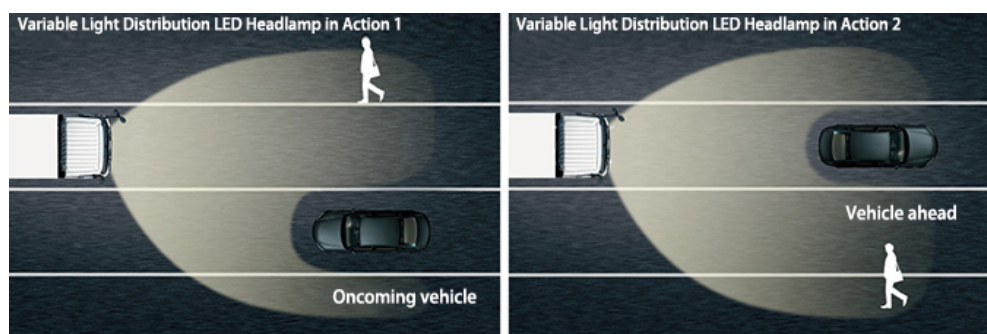 Variable Light Distribution LED Headlamp in Action 1
Oncoming vehicle
Variable Light Distribution LED Headlamp in Action 2
Vehicle ahead